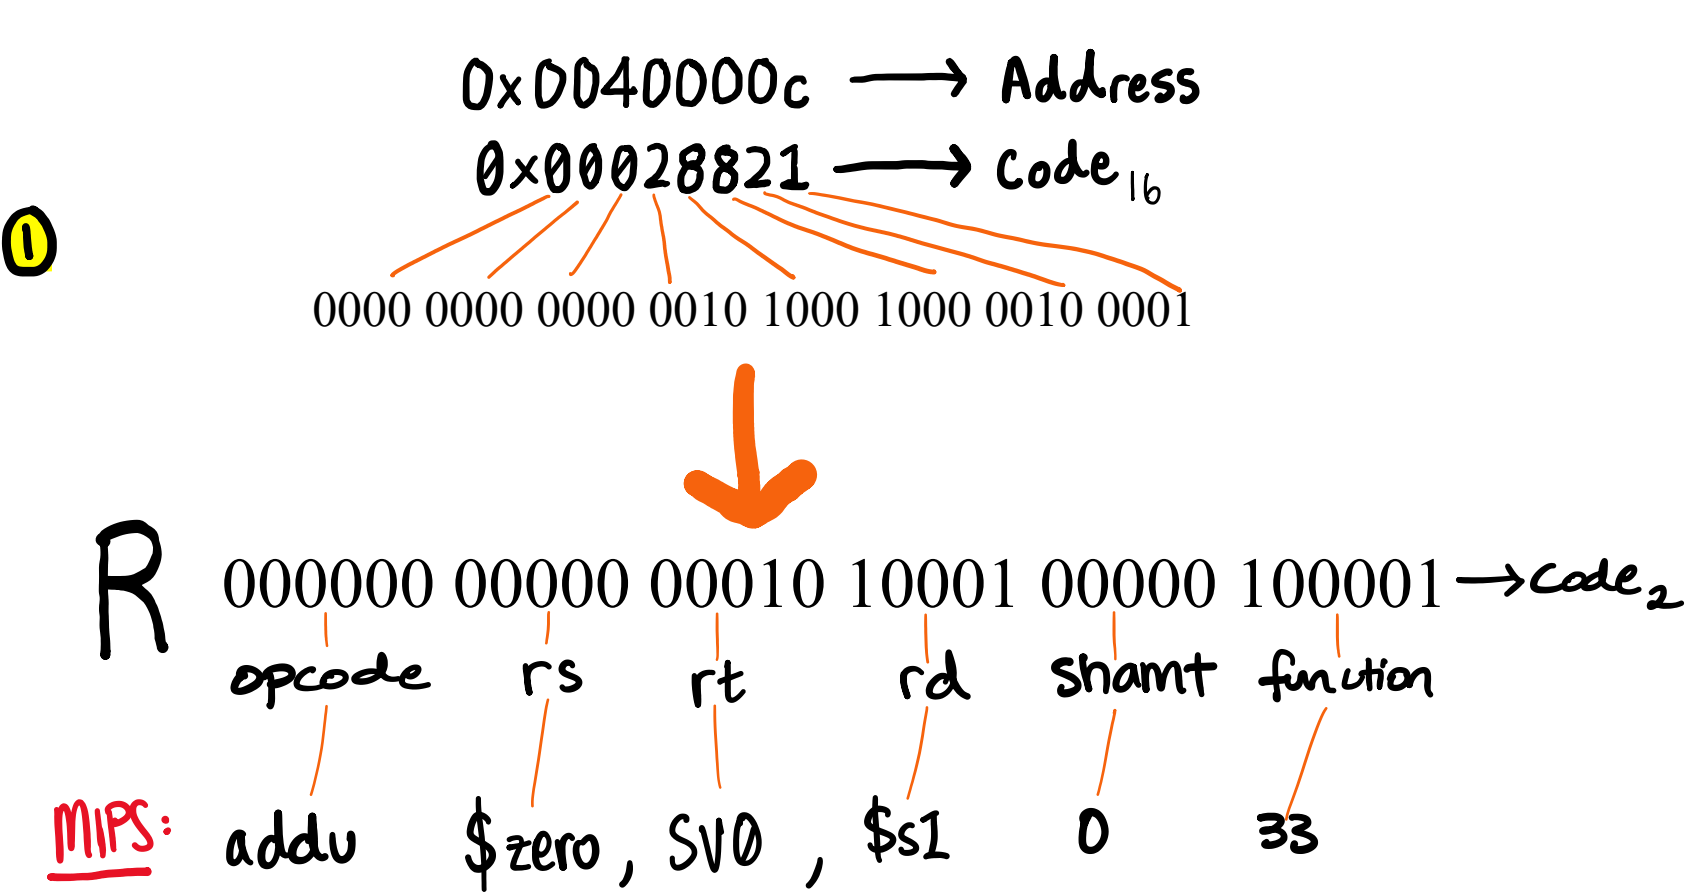 0x0040000c → Address
0x00028821 → Code16
1
0000 0000 0000 0010 1000 1000 0010 0001
R 000000 00000 00010 10001 00000 100001 → code2
opcode rs rt rd shamt function
MIPS: addu $zero, SV0, $s1 0 33